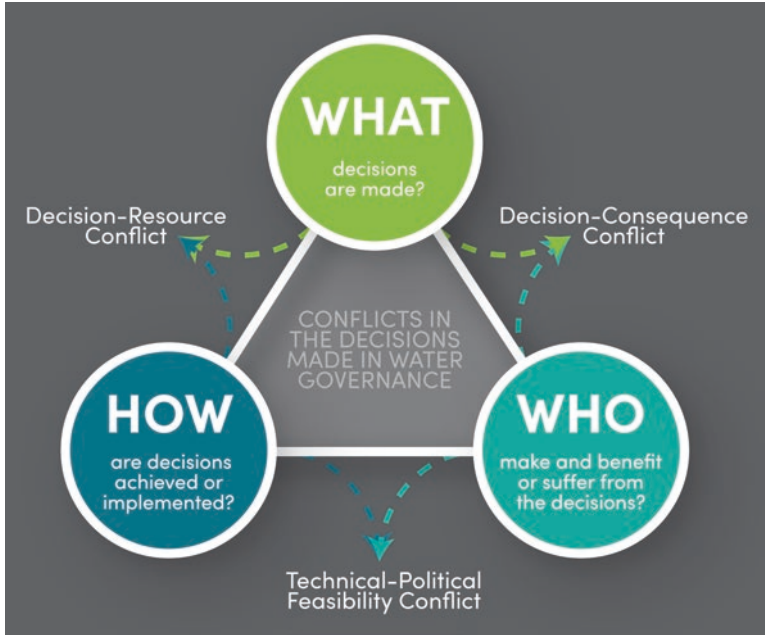 WHAT
decisions
are made?
Decision-Resource
Conflict
Decision-Consequence
Conflict
CONFLICTS IN
THE DECISIONS
MADE IN WATER
GOVERNANCE
HOW
are decisions
achieved or
implemented?
WHO
make and benefit
or suffer from
the decisions?
Technical-Political
Feasibility Conflict